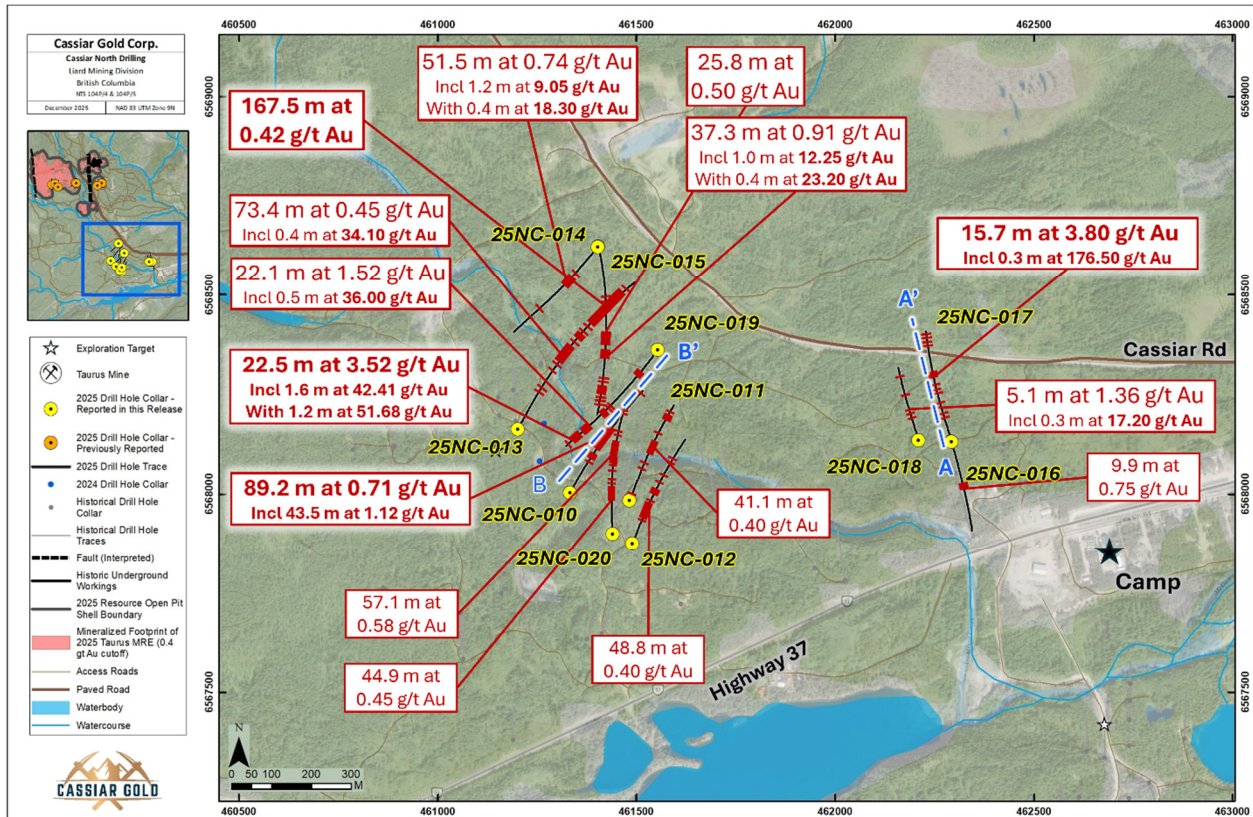 460500
461000
461500
462000
462500
463000
Cassiar Gold Corp.
Cassiar North Drilling
Liard Mining Division
British Columbia
NTS 104P/4 & 104P/5
December 2025
NAD 83 UTM Zone 9N
Exploration Target
Taurus Mine
2025 Drill Hole Collar -
Reported in this Release
2025 Drill Hole Collar -
Previously Reported
2025 Drill Hole Trace
2024 Drill Hole Collar
Historical Drill Hole
Collar
Historical Drill Hole
Traces
Fault (Interpreted)
Historic Underground
Workings
2025 Resource Open Pit
Shell Boundary
Mineralized Footprint of
2025 Taurus MRE (0.4
gt Au cutoff)
Access Roads
Paved Road
Waterbody
Watercourse
CASSIAR GOLD
6569000
6568500
6568000
6567500
51.5 m at 0.74 g/t Au
Incl 1.2 m at 9.05 g/t Au
With 0.4 m at 18.30 g/t Au
25.8 m at
0.50 g/t Au
167.5 m at
0.42 g/t Au
37.3 m at 0.91 g/t Au
Incl 1.0 m at 12.25 g/t Au
With 0.4 m at 23.20 g/t Au
73.4 m at 0.45 g/t Au
Incl 0.4 m at 34.10 g/t Au
22.1 m at 1.52 g/t Au
Incl 0.5 m at 36.00 g/t Au
15.7 m at 3.80 g/t Au
Incl 0.3 m at 176.50 g/t Au
22.5 m at 3.52 g/t Au
Incl 1.6 m at 42.41 g/t Au
With 1.2 m at 51.68 g/t Au
5.1 m at 1.36 g/t Au
Incl 0.3 m at 17.20 g/t Au
89.2 m at 0.71 g/t Au
Incl 43.5 m at 1.12 g/t Au
9.9 m at
0.75 g/t Au
41.1 m at
0.40 g/t Au
57.1 m at
0.58 g/t Au
48.8 m at
0.40 g/t Au
44.9 m at
0.45 g/t Au
25NC-014
25NC-015
25NC-019
25NC-011
25NC-013
25NC-010
25NC-020
25NC-012
25NC-017
25NC-018
25NC-016
A'
A
B'
B
Cassiar Rd
Camp
Highway 37
37
N
0 50 100 200 300
M
6569000
6568500
6568000
6567500
460500
461000
461500
462000
462500
463000